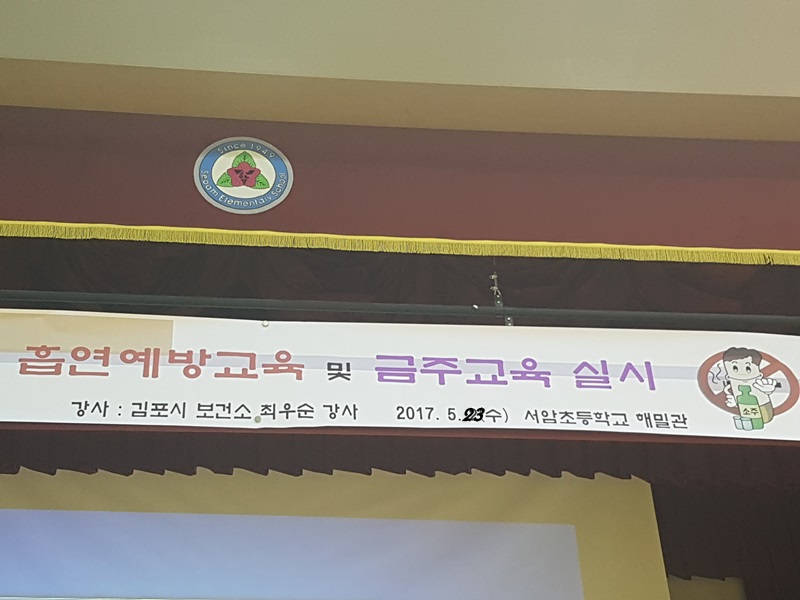 Since 1949
Seoam Elementary School
흡연예방교육 및 금주교육 실시
강사 : 김포시 보건소 최우순 강사 2017. 5. 23(수) 서암초등학교 해밀관
소주